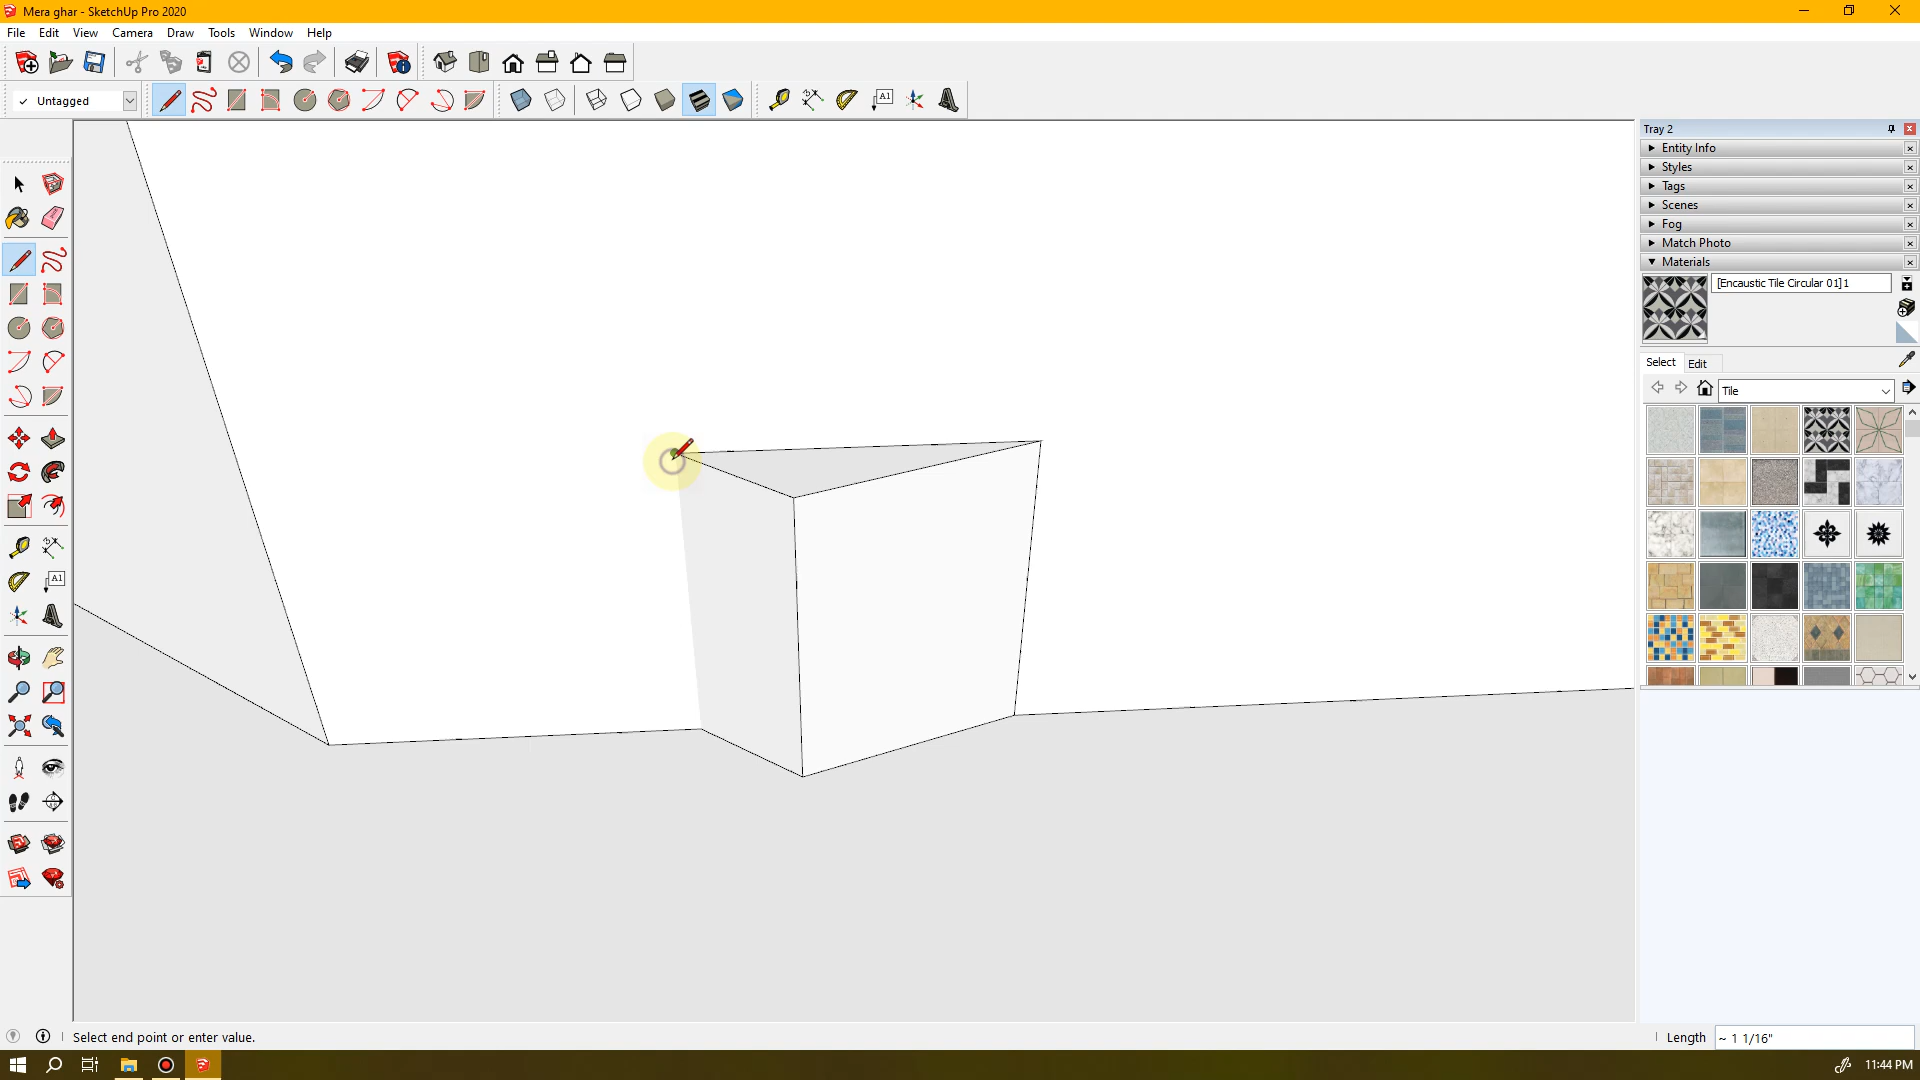 Mera ghar - SketchUp Pro 2020
File Edit View Camera Draw Tools Window Help
✓ Untagged
A1
Tray 2
Entity Info
Styles
Tags
Scenes
Fog
Match Photo
Materials
[Encaustic Tile Circular 01]1
Select Edit
Tile
A1
Select end point or enter value.
Length ~ 1 1/16"
11:44 PM